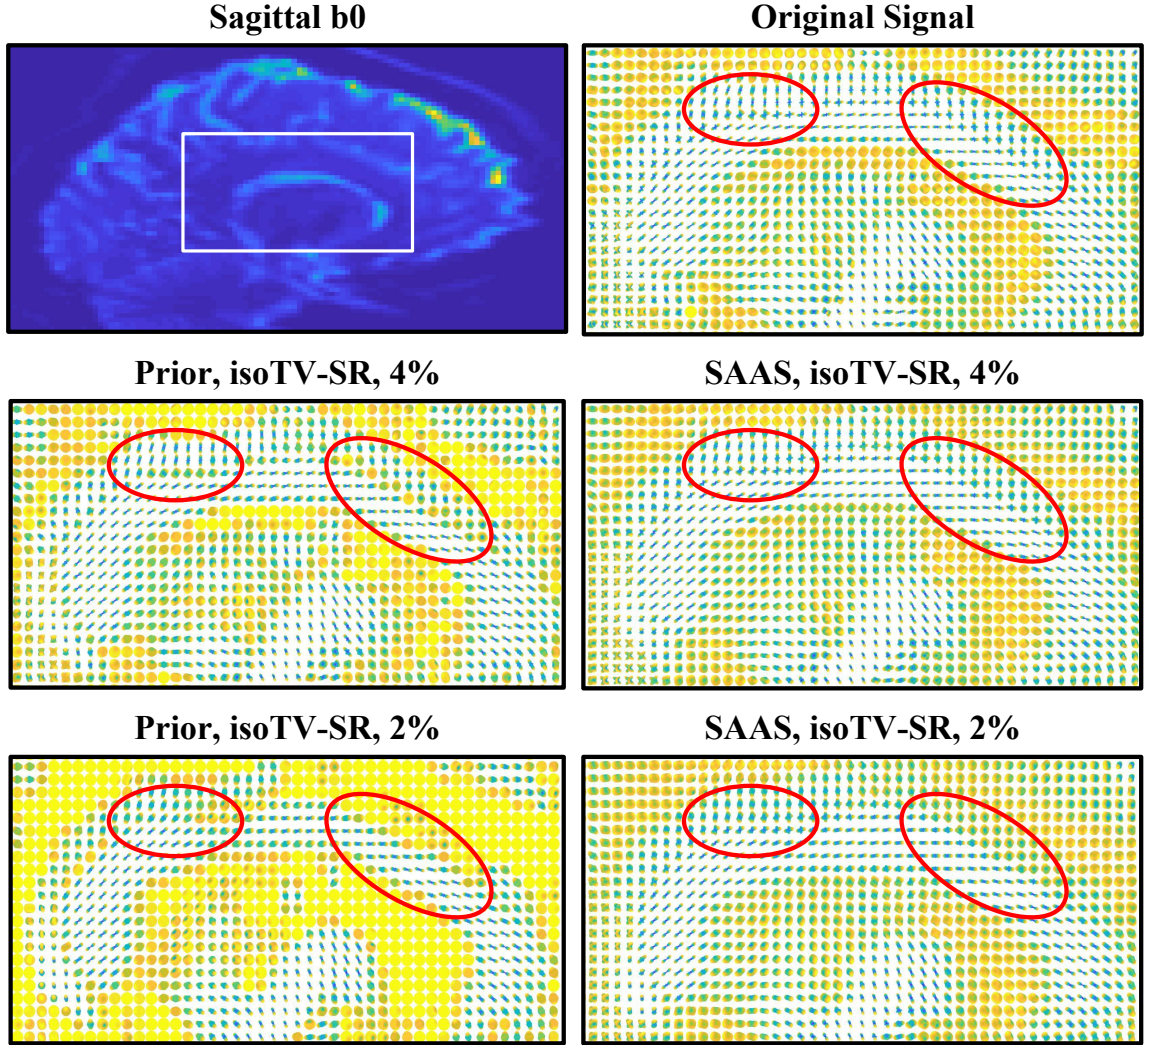 Sagittal b0
Original Signal
Prior, isoTV-SR, 4%
SAAS, isoTV-SR, 4%
Prior, isoTV-SR, 2%
SAAS, isoTV-SR, 2%